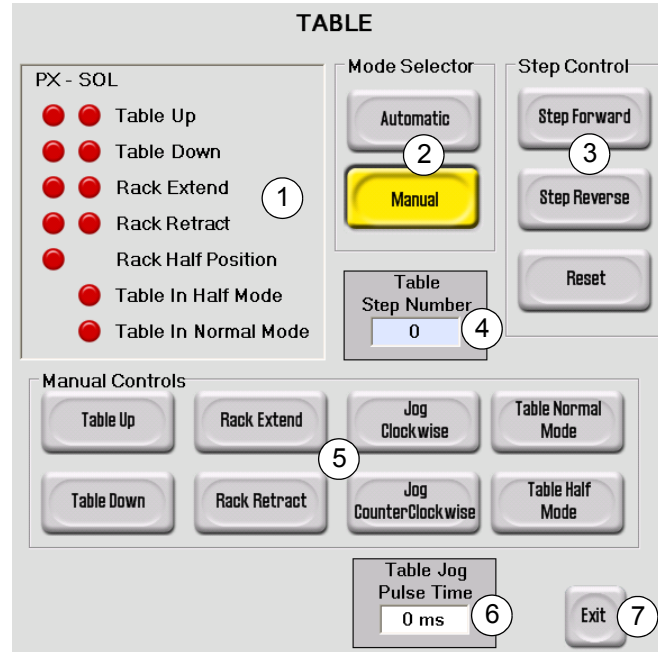 TABLE
PX - SOL
Table Up
Table Down
Rack Extend
1
Rack Retract
Rack Half Position
Table In Half Mode
Table In Normal Mode
Mode Selector
Automatic
2
Manual
Step Control
Step Forward
3
Step Reverse
Reset
Table
Step Number
0
4
Manual Controls
Table Up
Rack Extend
Jog
Clockwise
Table Normal
Mode
5
Table Down
Rack Retract
Jog
CounterClockwise
Table Half
Mode
Table Jog
Pulse Time
0 ms
6
Exit
7